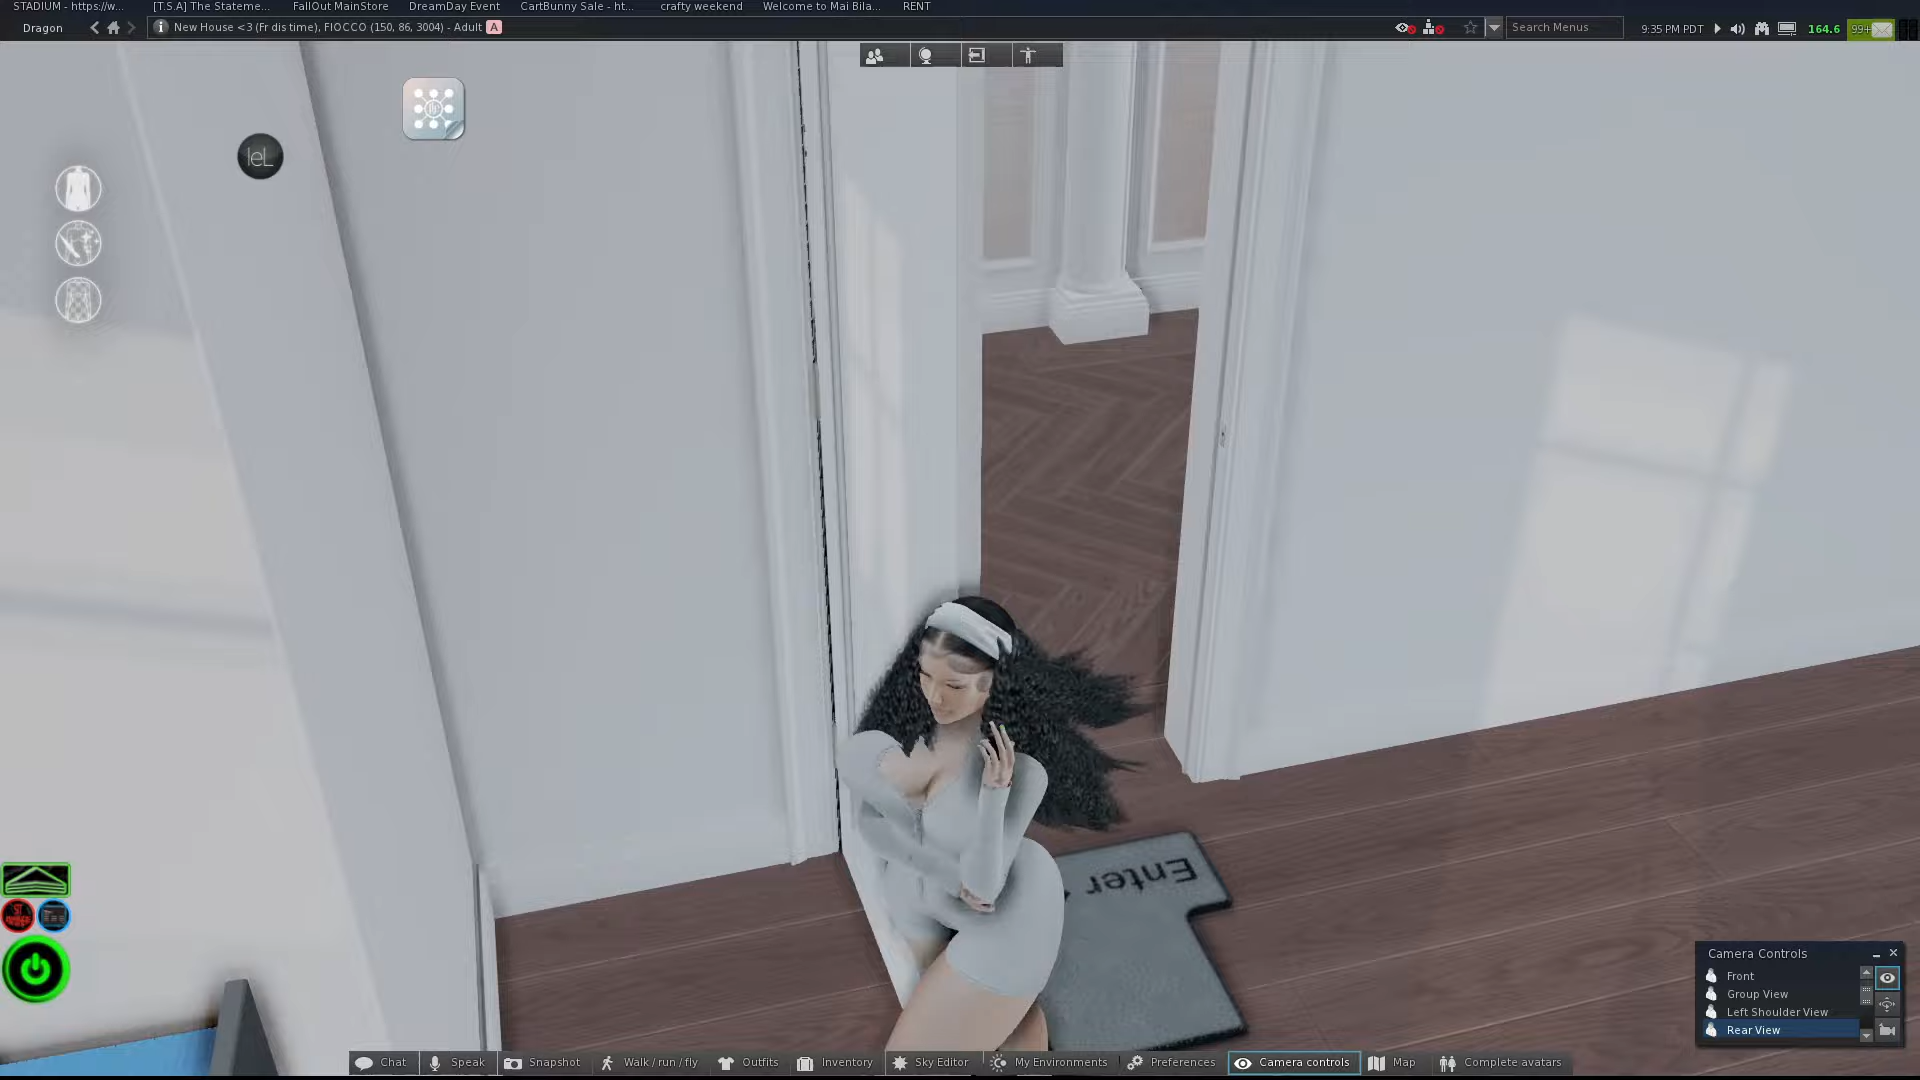 STADIUM - https://w...
[T.S.A] The Stateme...
FallOut MainStore
DreamDay Event
CartBunny Sale - ht...
crafty weekend
Welcome to Mai Bila...
RENT
Dragon
New House <3 (Fr dis time), FIOCCO (150, 86, 3004) - Adult A
Search Menus
9:35 PM PDT
164.6
99+
leL
Enter
Camera Controls
Front
Group View
Left Shoulder View
Rear View
Chat
Speak
Snapshot
Walk / run / fly
Outfits
Inventory
Sky Editor
My Environments
Preferences
Camera controls
Map
Complete avatars